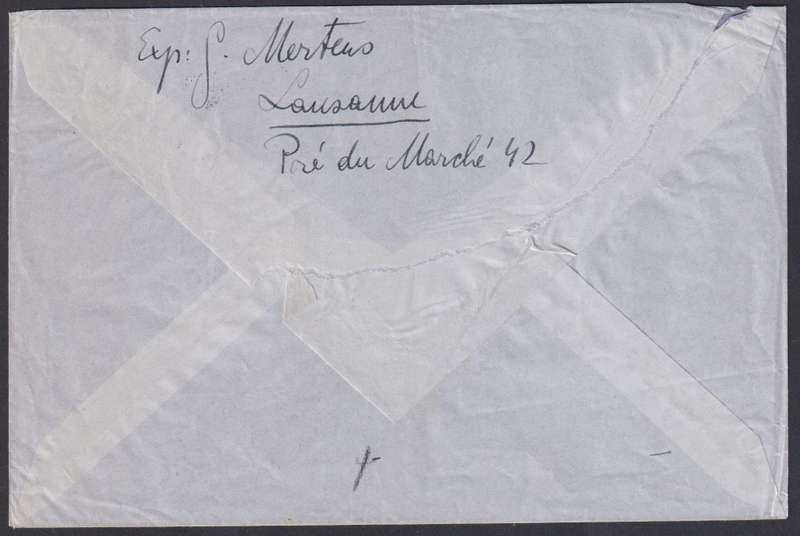 Exp: G. Mertens
Lausanne
Pré du Marché 42